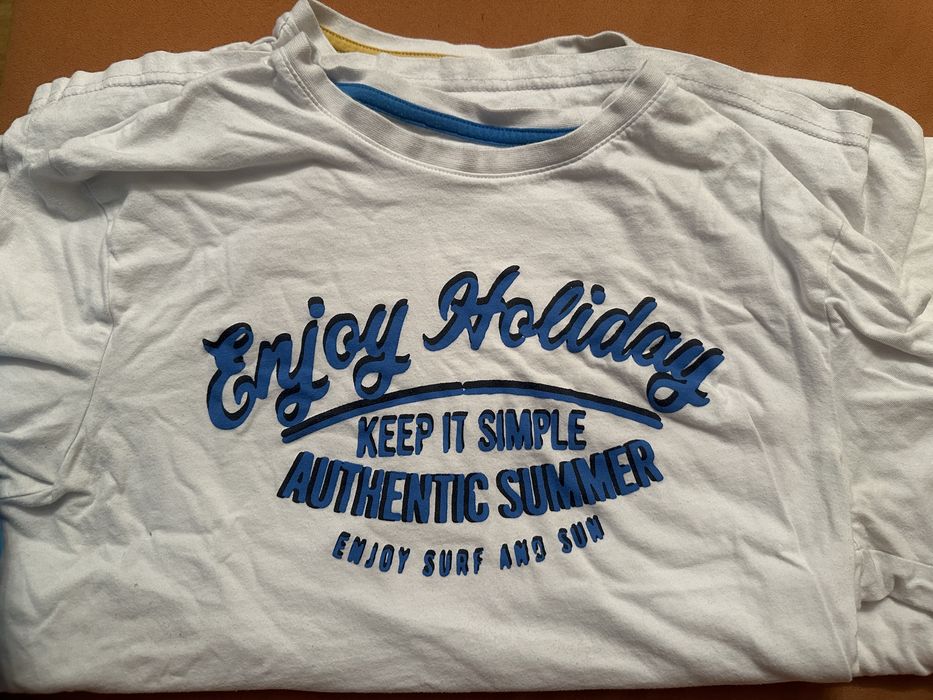 Enjoy Holiday
KEEP IT SIMPLE
AUTHENTIC SUMMER
ENJOY SURF AND SUN